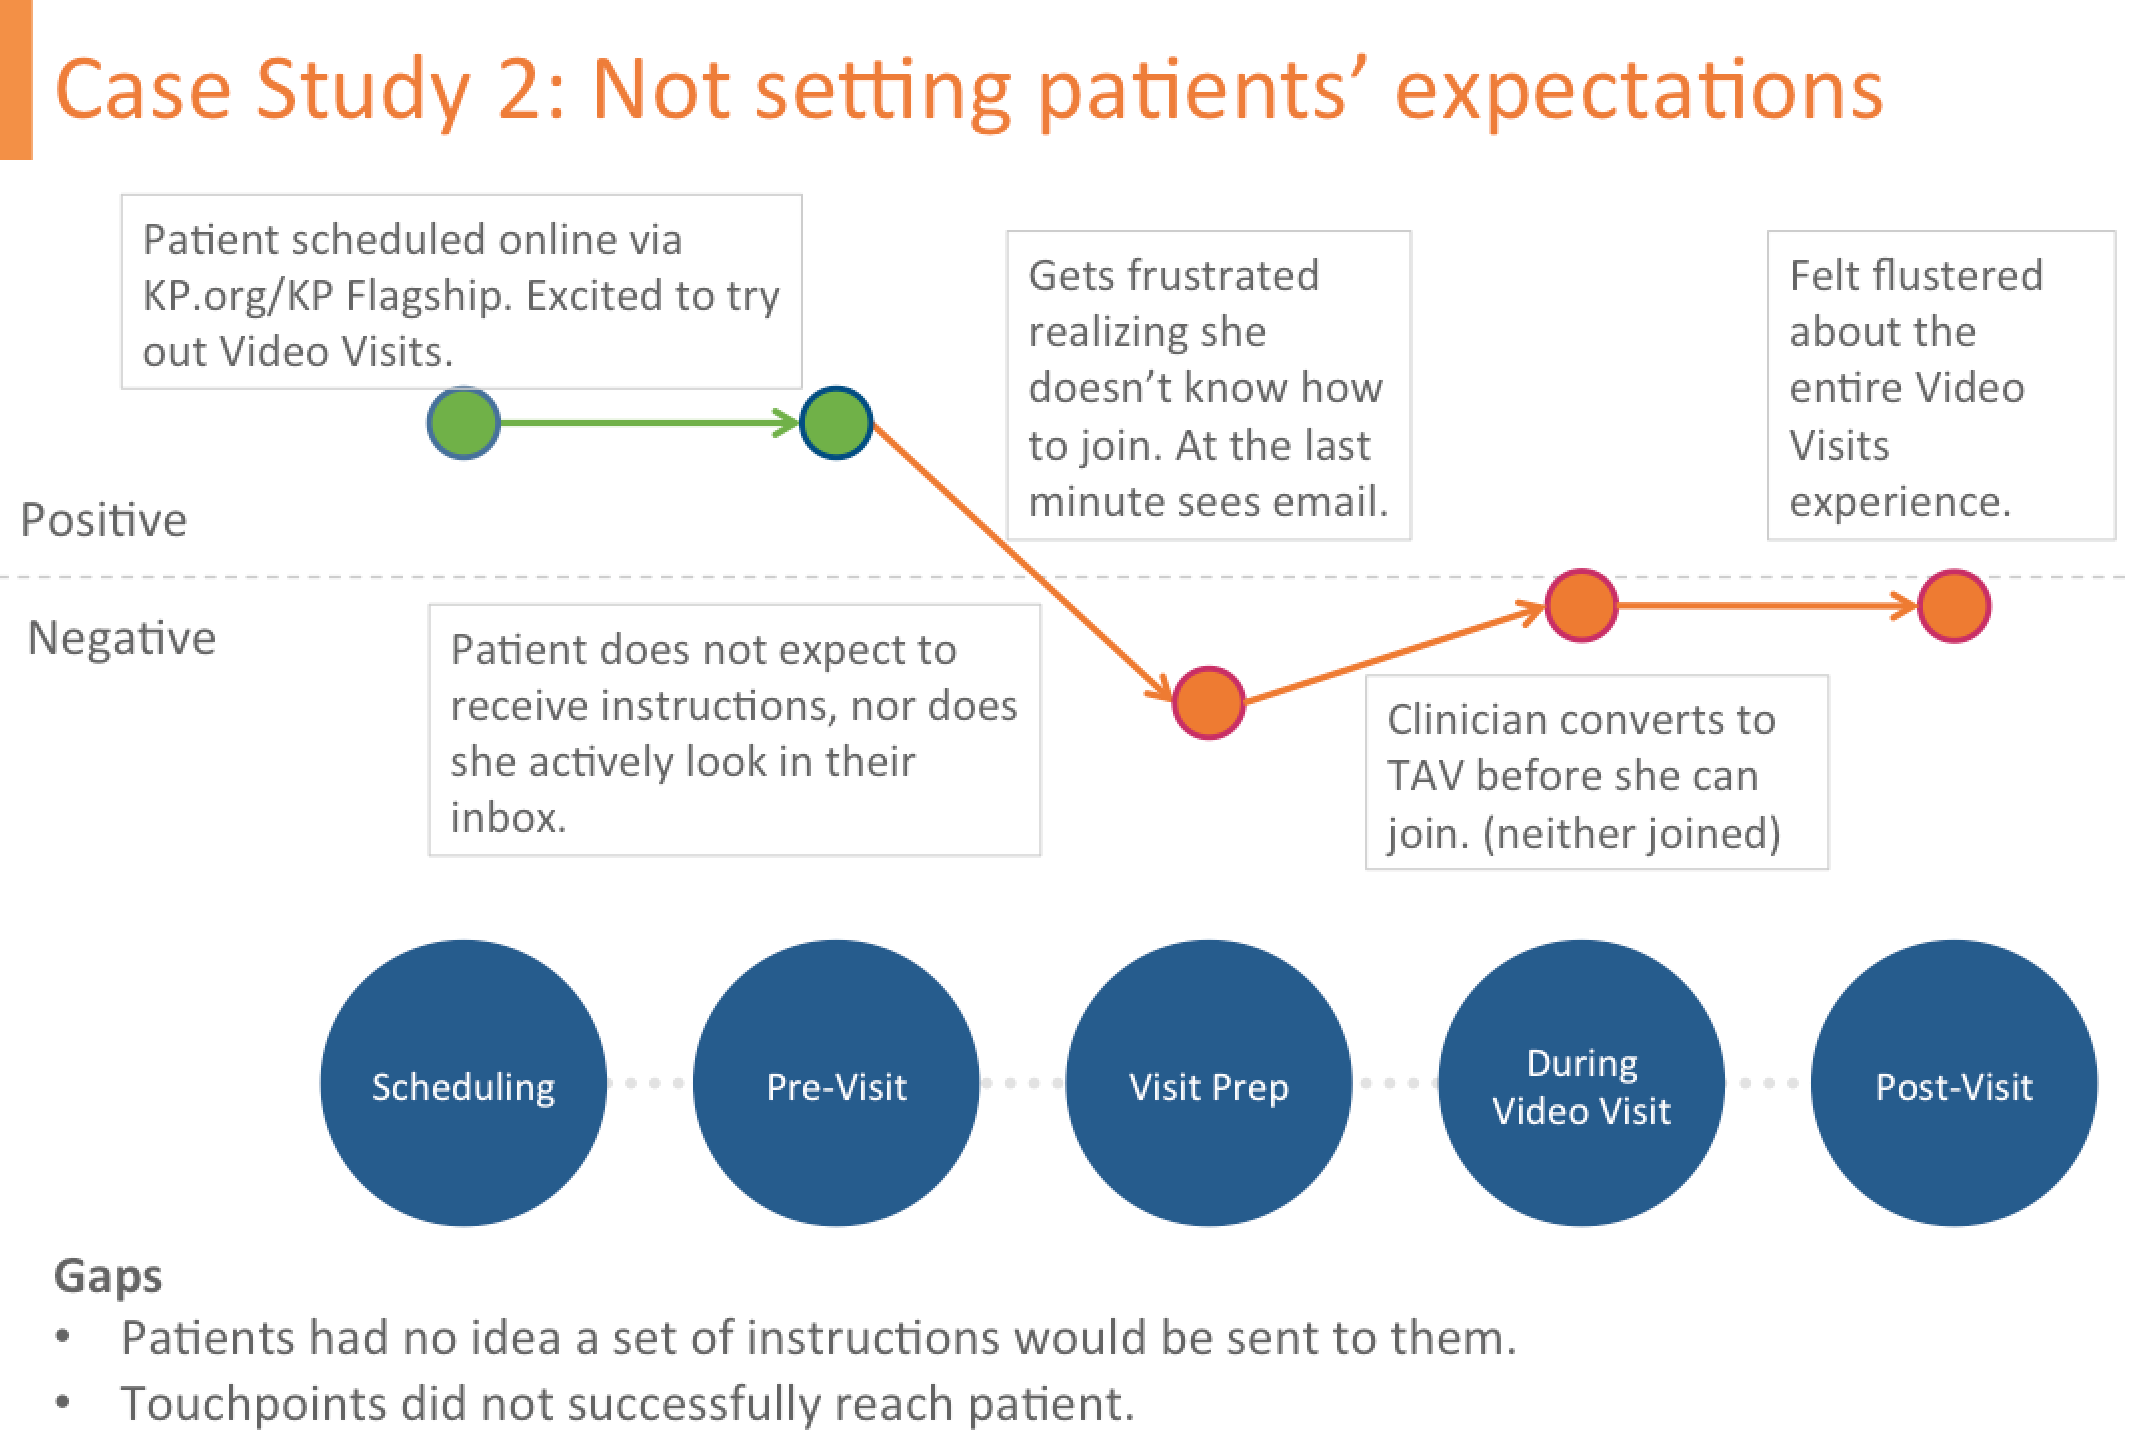 Case Study 2: Not setting patients’ expectations
Patient scheduled online via
KP.org/KP Flagship. Excited to try
out Video Visits.
Gets frustrated
realizing she
doesn’t know how
to join. At the last
minute sees email.
Felt flustered
about the
entire Video
Visits
experience.
Positive
Negative
Patient does not expect to
receive instructions, nor does
she actively look in their
inbox.
Clinician converts to
TAV before she can
join. (neither joined)
Scheduling
Pre-Visit
Visit Prep
During
Video Visit
Post-Visit
Gaps
• Patients had no idea a set of instructions would be sent to them.
• Touchpoints did not successfully reach patient.